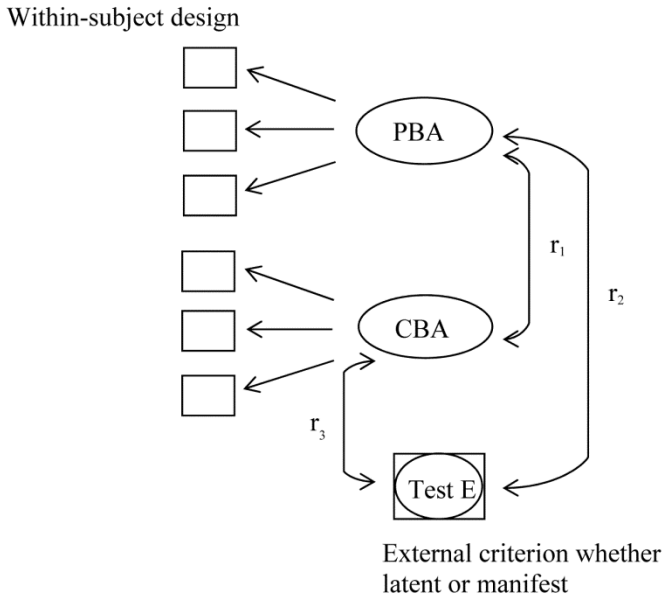 Within-subject design
PBA
r1
r2
CBA
r3
Test E
External criterion whether
latent or manifest